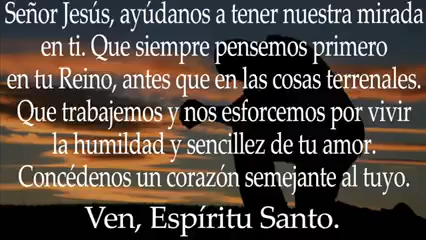 Señor Jesús, ayúdanos a tener nuestra mirada
en ti. Que siempre pensemos primero
en tu Reino, antes que en las cosas terrenales.
Que trabajemos y nos esforcemos por vivir
la humildad y sencillez de tu amor.
Concédenos un corazón semejante al tuyo.
Ven, Espíritu Santo.